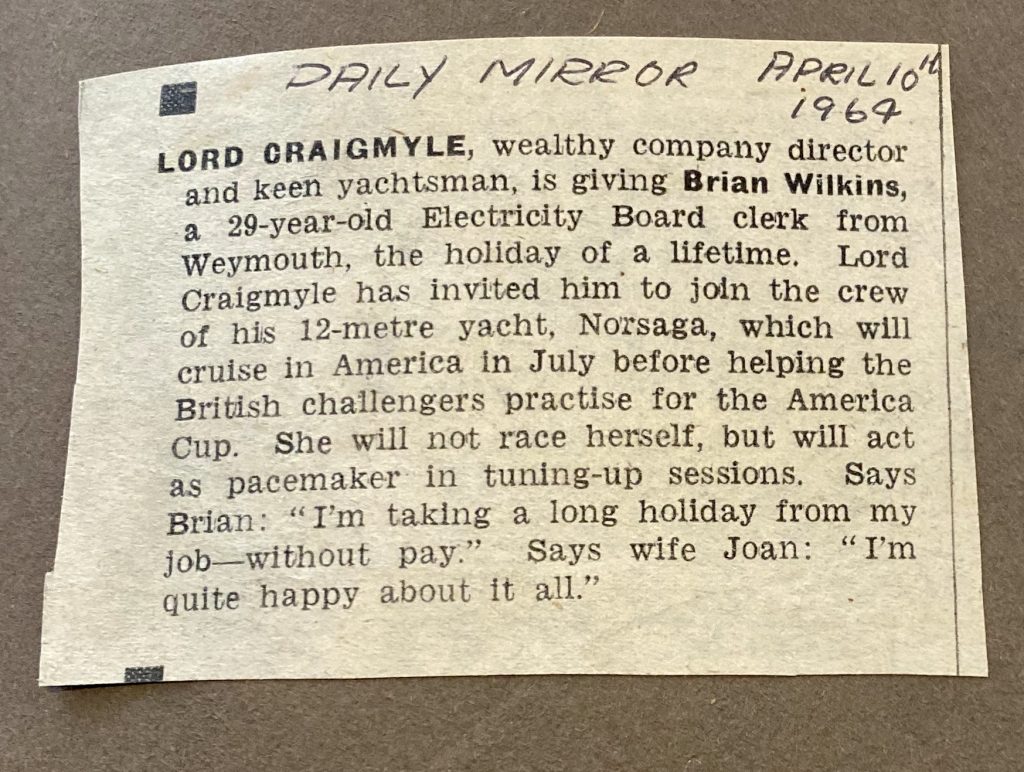 DAILY MIRROR APRIL 10TH
1964
LORD CRAIGMYLE, wealthy company director
and keen yachtsman, is giving Brian Wilkins,
a 29-year-old Electricity Board clerk from
Weymouth, the holiday of a lifetime. Lord
Craigmyle has invited him to join the crew
of his 12-metre yacht, Norsaga, which will
cruise in America in July before helping the
British challengers practise for the America
Cup. She will not race herself, but will act
as pacemaker in tuning-up sessions. Says
Brian: “I'm taking a long holiday from my
job—without pay.” Says wife Joan: “I'm
quite happy about it all.”